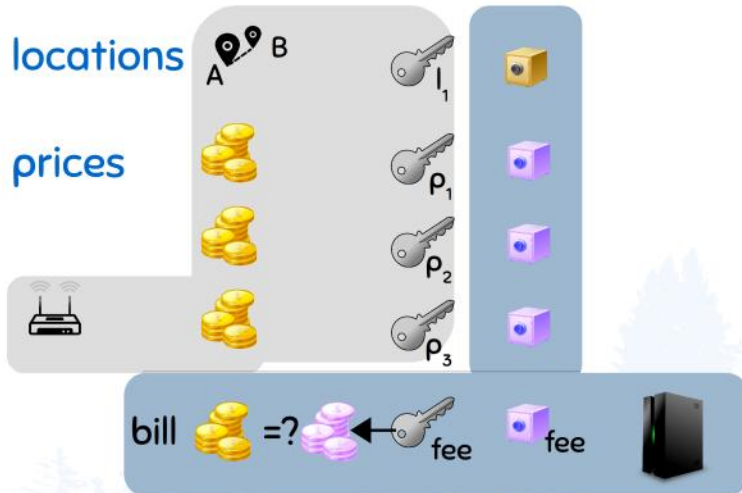 locations A B l₁
prices ρ₁
ρ₂
ρ₃
bill =? fee fee